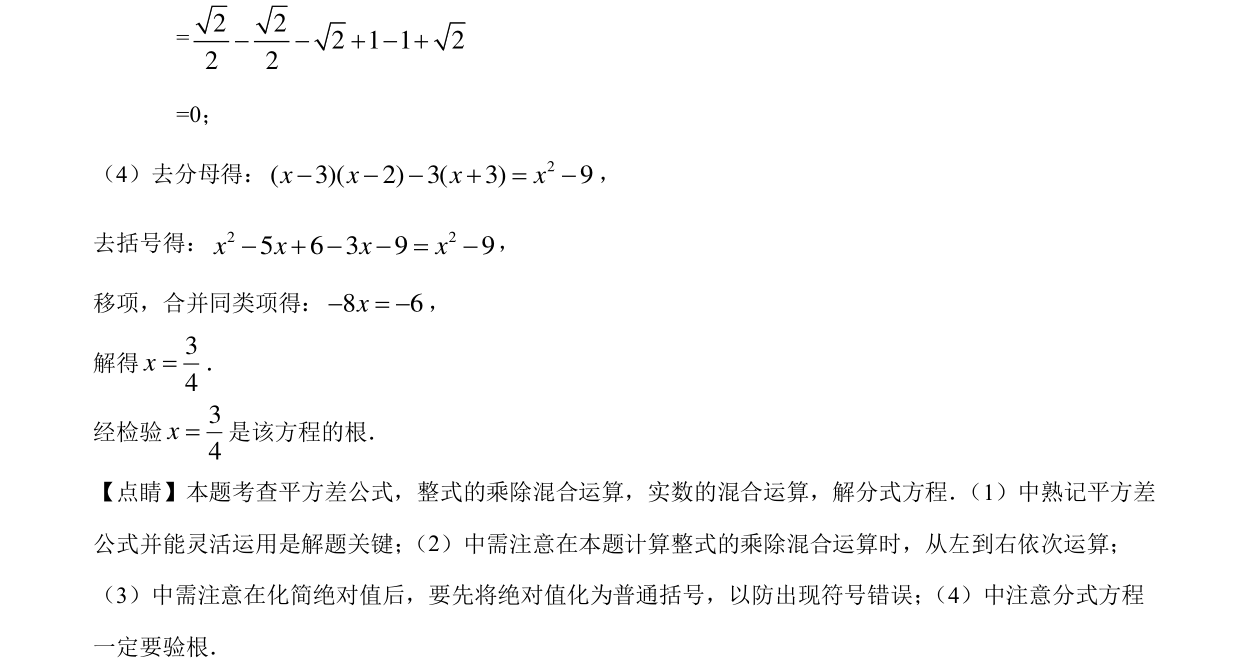 =√2/2−√2/2−√2+1−1+√2
=0；
（4）去分母得：(x−3)(x−2)−3(x+3)=x²−9，
去括号得：x²−5x+6−3x−9=x²−9，
移项，合并同类项得：−8x=−6，
解得x=3/4．
经检验x=3/4是该方程的根．
【点睛】本题考查平方差公式，整式的乘除混合运算，实数的混合运算，解分式方程．（1）中熟记平方差
公式并能灵活运用是解题关键；（2）中需注意在本题计算整式的乘除混合运算时，从左到右依次运算；
（3）中需注意在化简绝对值后，要先将绝对值化为普通括号，以防出现符号错误；（4）中注意分式方程
一定要验根．